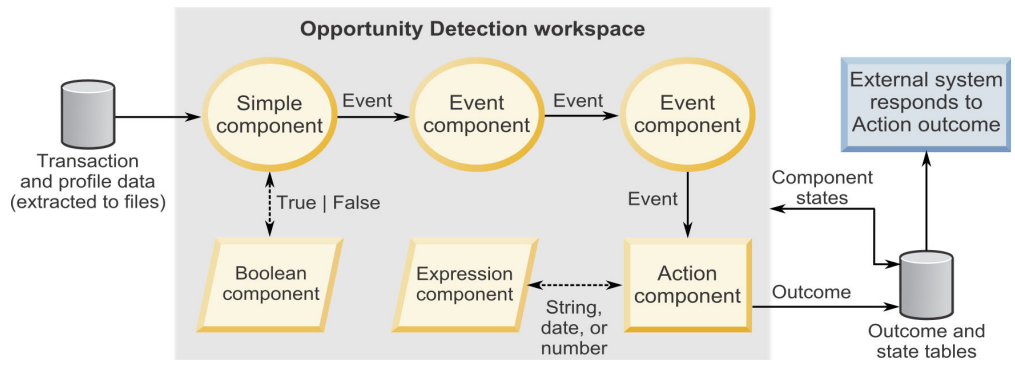 Opportunity Detection workspace
Simple
component
Event
Event
component
Event
Event
component
External system
responds to
Action outcome
Transaction
and profile data
(extracted to files)
True | False
Event
Component
states
Boolean
component
Expression
component
String,
date, or
number
Action
component
Outcome
Outcome and
state tables